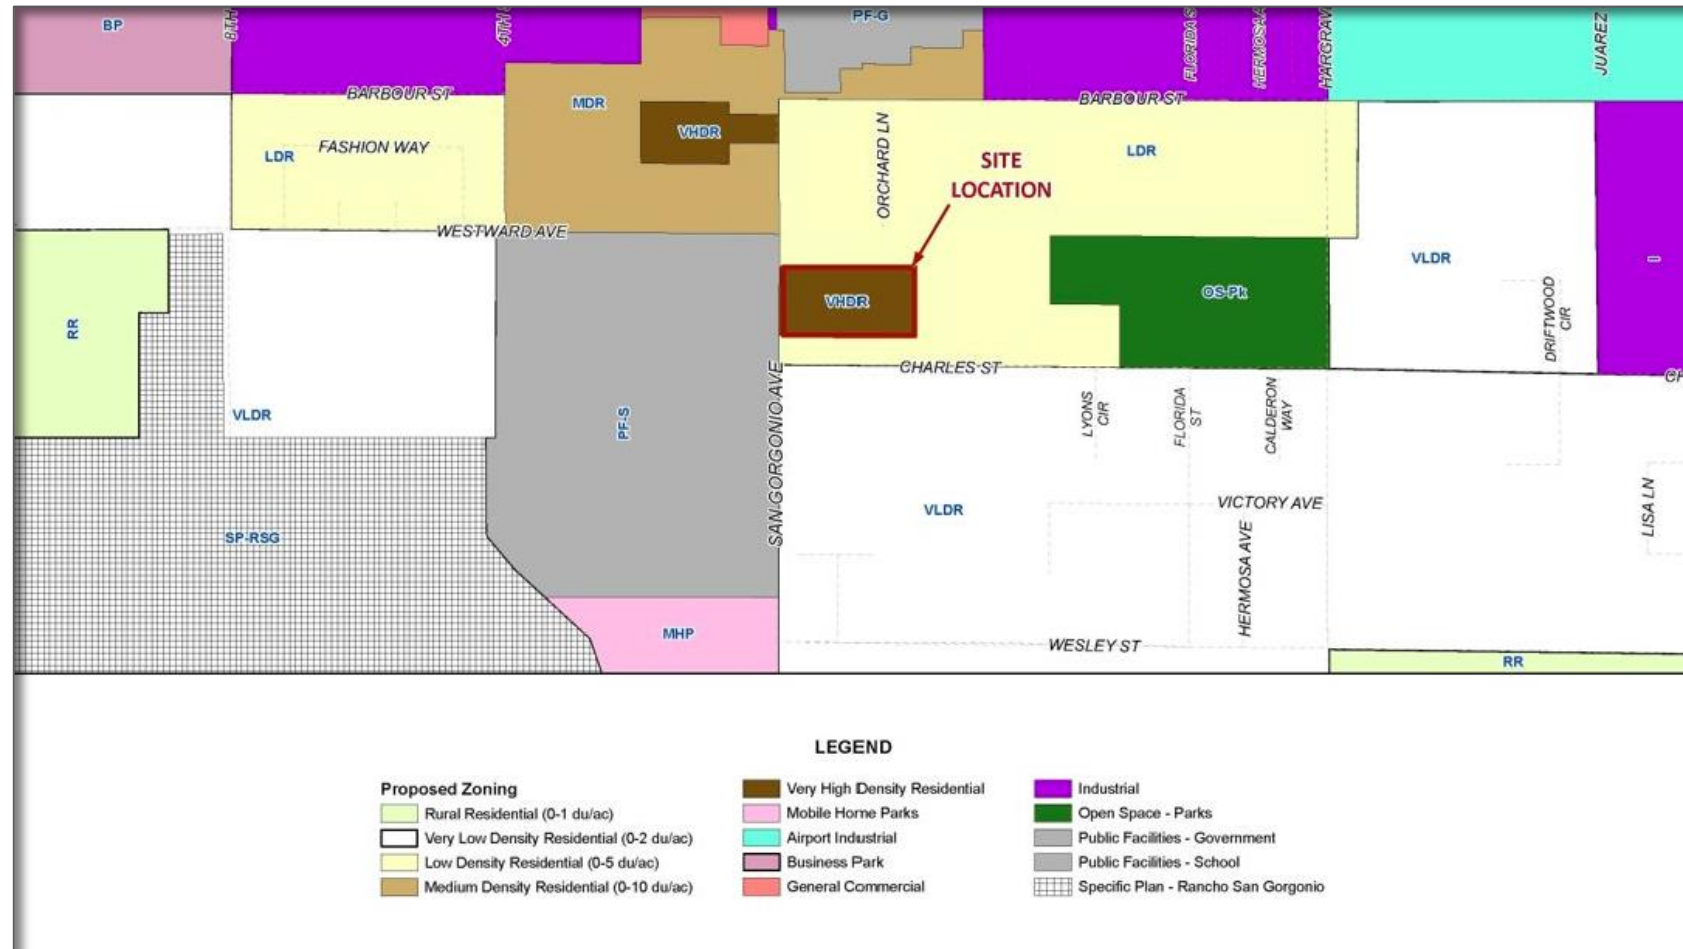 BP
8TH
4TH
PF-G
FLORIDA S
HERMOSA A
HARGRAV
JUAREZ
BARBOUR ST
MDR
BARBOUR ST
VHDR
ORCHARD LN
LDR
FASHION WAY
LDR
SITE
LOCATION
WESTWARD AVE
VLDR
I
OS-Pk
VHDR
RR
DRIFTWOOD
CIR
CHARLES ST
CH
SAN GORGONIO AVE
VLDR
PF-S
LYONS
CIR
FLORIDA
ST
CALDERON
WAY
VICTORY AVE
LISA LN
VLDR
SP-RSG
HERMOSA AVE
MHP
WESLEY ST
RR
LEGEND
Proposed Zoning
Rural Residential (0-1 du/ac)
Very Low Density Residential (0-2 du/ac)
Low Density Residential (0-5 du/ac)
Medium Density Residential (0-10 du/ac)
Very High Density Residential
Mobile Home Parks
Airport Industrial
Business Park
General Commercial
Industrial
Open Space - Parks
Public Facilities - Government
Public Facilities - School
Specific Plan - Rancho San Gorgonio